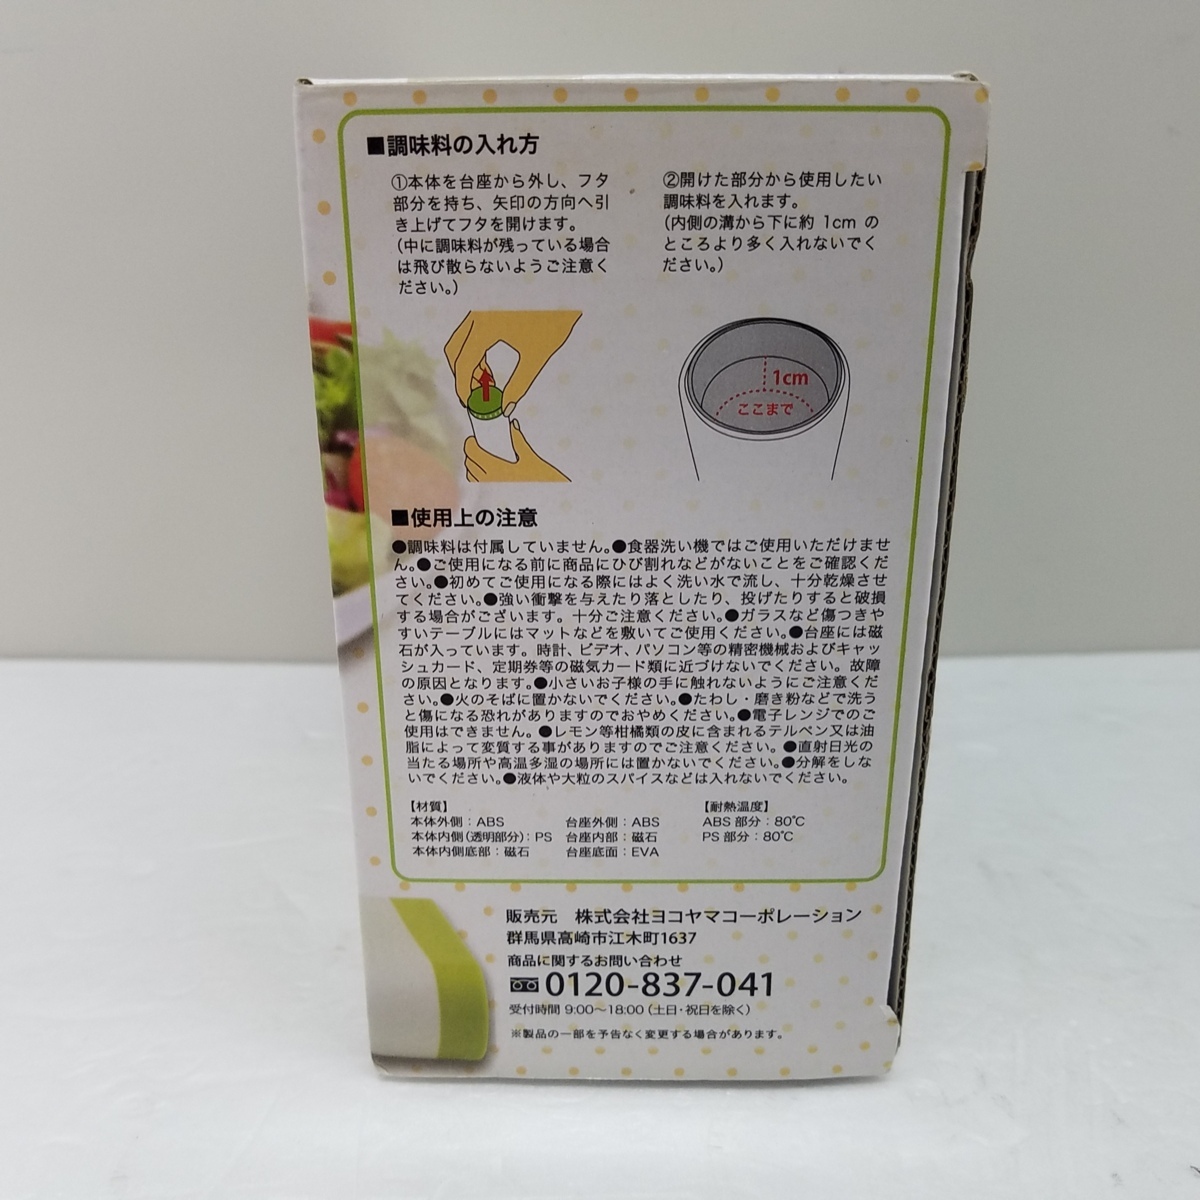 ■調味料の入れ方
①本体を台座から外し、フタ
部分を持ち、矢印の方向へ引
き上げてフタを開けます。
(中に調味料が残っている場合
は飛び散らないようご注意く
ださい。)
②開けた部分から使用したい
調味料を入れます。
(内側の溝から下に約 1cm の
ところより多く入れないでく
ださい。)
1cm
ここまで
■使用上の注意
●調味料は付属していません。●食器洗い機ではご使用いただけませ
ん。●ご使用になる前に商品にひび割れなどがないことをご確認くだ
さい。●初めてご使用になる際にはよく洗い水で流し、十分乾燥させ
てください。●強い衝撃を与えたり落としたり、投げたりすると破損
する場合がございます。十分ご注意ください。●ガラスなど傷つきや
すいテーブルにはマットなどを敷いてご使用ください。●台座には磁
石が入っています。時計、ビデオ、パソコン等の精密機械およびキャッ
シュカード、定期券等の磁気カード類に近づけないでください。故障
の原因となります。●小さいお子様の手に触れないようにご注意くだ
さい。●火のそばに置かないでください。●たわし・磨き粉などで洗う
と傷になる恐れがありますのでおやめください。●電子レンジでのご
使用はできません。●レモン等柑橘類の皮に含まれるテルペン又は油
脂によって変質する事がありますのでご注意ください。●直射日光の
当たる場所や高温多湿の場所には置かないでください。●分解をしな
いでください。●液体や大粒のスパイスなどは入れないでください。
【材質】
本体外側：ABS
本体内側(透明部分)：PS
本体内側底部：磁石
台座外側：ABS
台座内部：磁石
台座底面：EVA
【耐熱温度】
ABS 部分：80℃
PS 部分：80℃
販売元　株式会社ヨコヤマコーポレーション
群馬県高崎市江木町1637
商品に関するお問い合わせ
0120-837-041
受付時間 9:00〜18:00 (土日・祝日を除く)
※製品の一部を予告なく変更する場合があります。